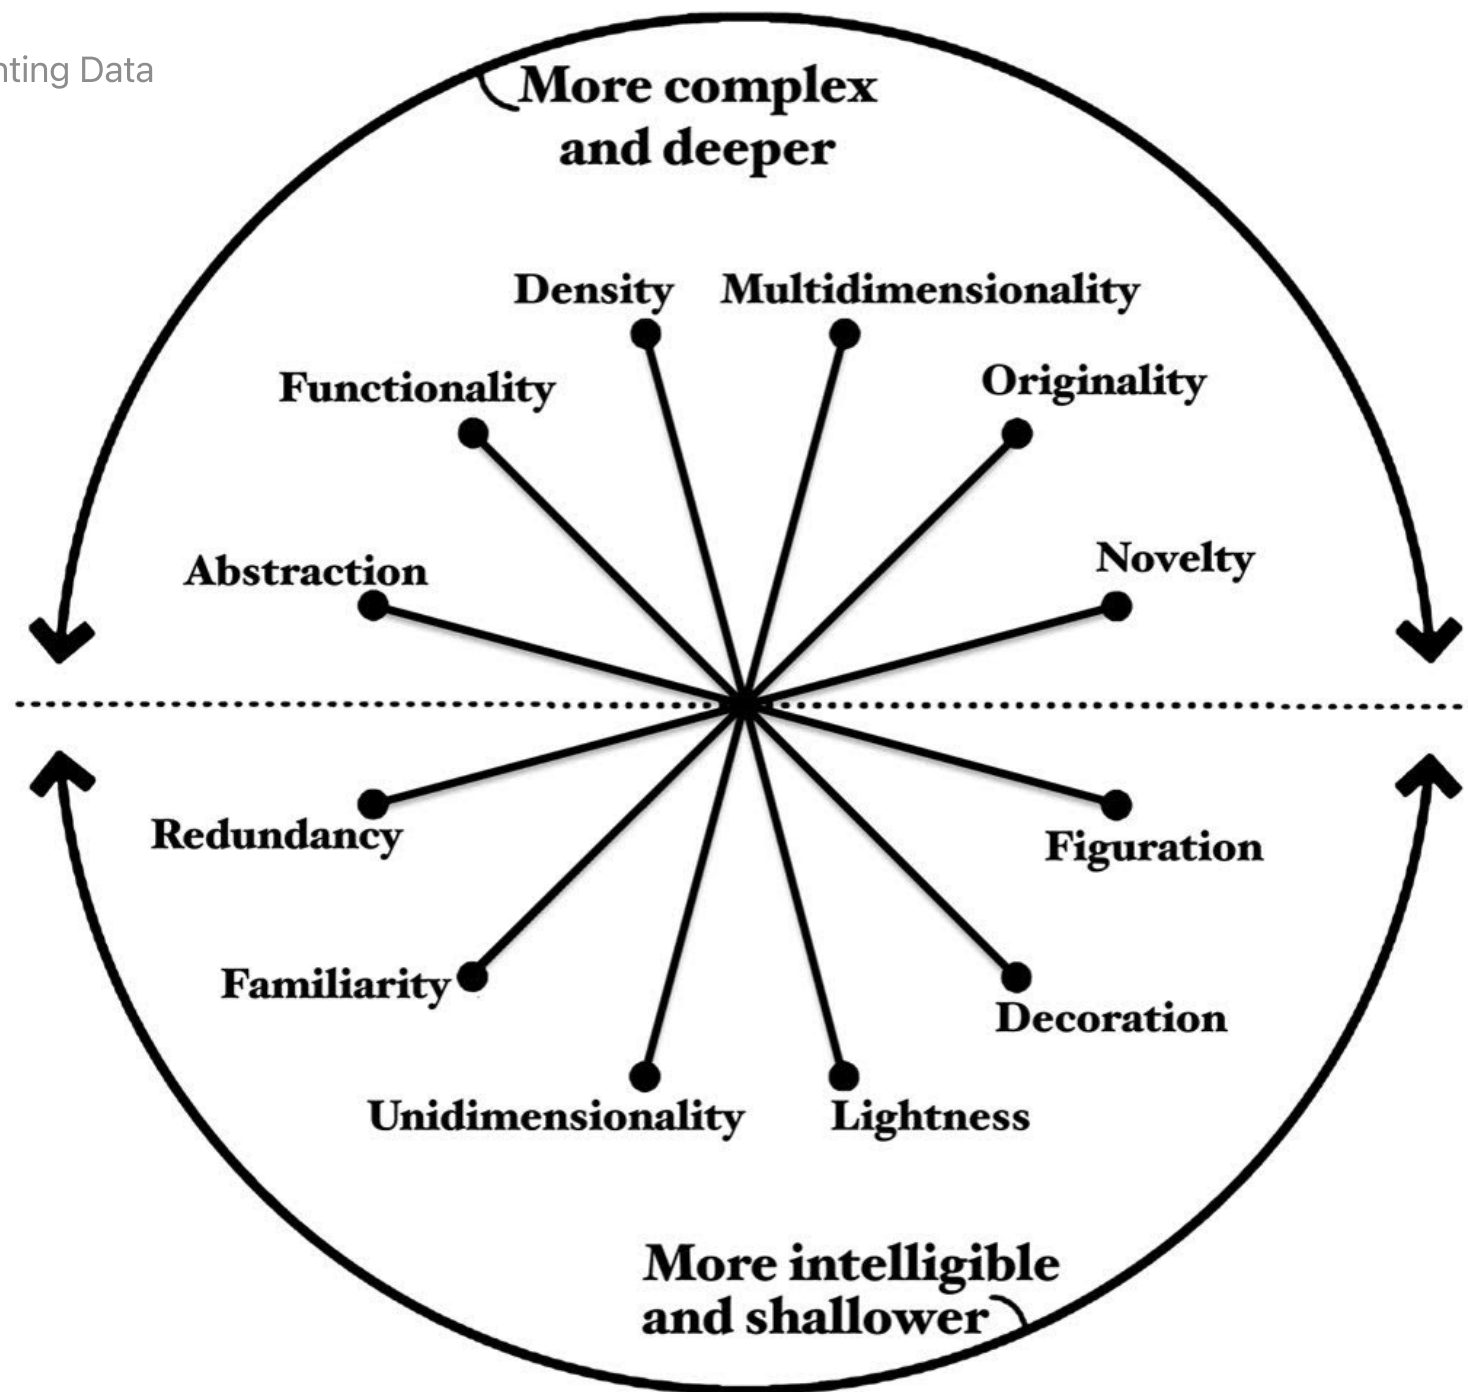 nting Data
More complex
and deeper
Density
Multidimensionality
Functionality
Originality
Abstraction
Novelty
Redundancy
Figuration
Familiarity
Decoration
Unidimensionality
Lightness
More intelligible
and shallower